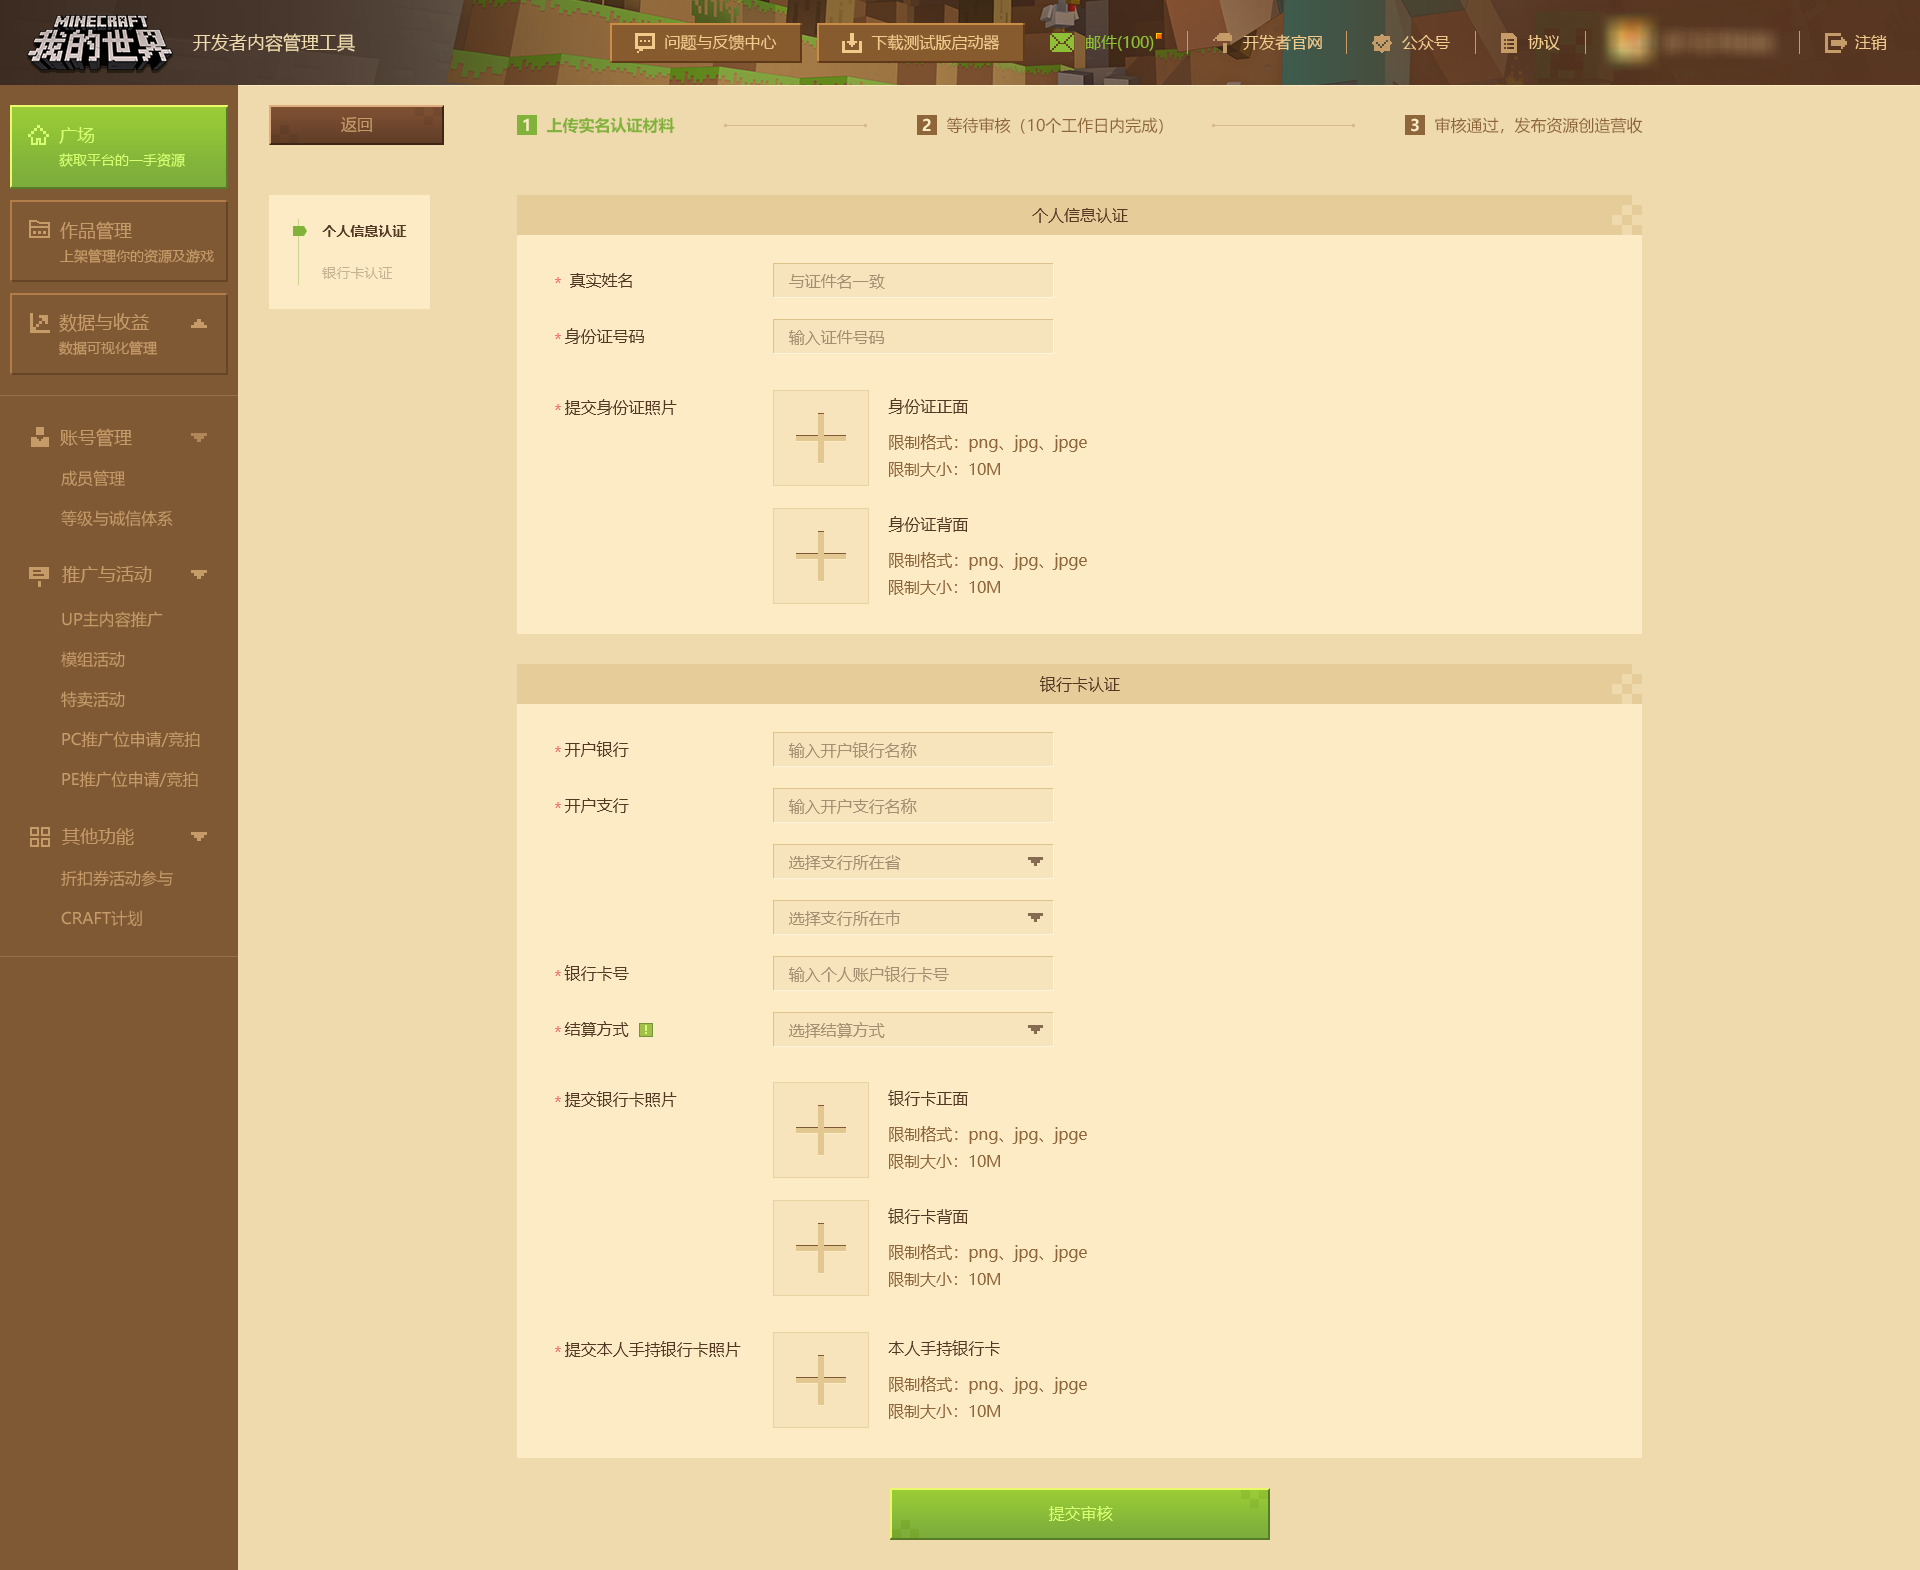 MINECRAFT
我的世界
开发者内容管理工具
问题与反馈中心
下载测试版启动器
邮件(100)
开发者官网
公众号
协议
注销
广场
获取平台的一手资源
作品管理
上架管理你的资源及游戏
数据与收益
数据可视化管理
账号管理
成员管理
等级与诚信体系
推广与活动
UP主内容推广
模组活动
特卖活动
PC推广位申请/竞拍
PE推广位申请/竞拍
其他功能
折扣券活动参与
CRAFT计划
返回
1 上传实名认证材料
2 等待审核（10个工作日内完成）
3 审核通过，发布资源创造营收
个人信息认证
银行卡认证
个人信息认证
* 真实姓名
与证件名一致
* 身份证号码
输入证件号码
* 提交身份证照片
身份证正面
限制格式：png、jpg、jpge
限制大小：10M
身份证背面
限制格式：png、jpg、jpge
限制大小：10M
银行卡认证
* 开户银行
输入开户银行名称
* 开户支行
输入开户支行名称
选择支行所在省
选择支行所在市
* 银行卡号
输入个人账户银行卡号
* 结算方式 !
选择结算方式
* 提交银行卡照片
银行卡正面
限制格式：png、jpg、jpge
限制大小：10M
银行卡背面
限制格式：png、jpg、jpge
限制大小：10M
* 提交本人手持银行卡照片
本人手持银行卡
限制格式：png、jpg、jpge
限制大小：10M
提交审核